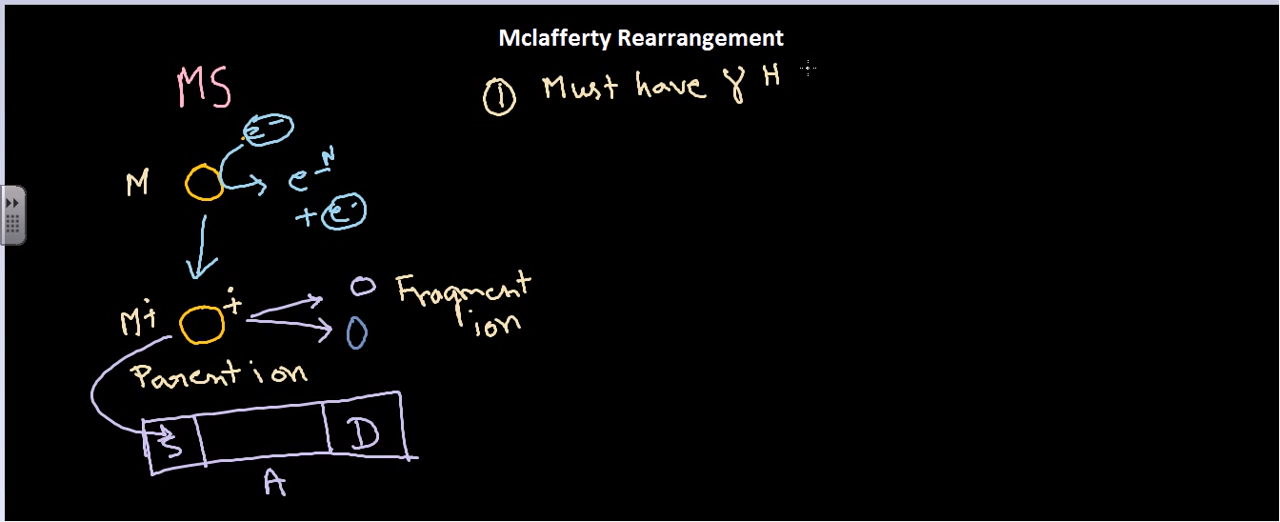 Mclafferty Rearrangement
MS
① Must have γ H
e⁻
M
e⁻
N
+ e⁻
M⁺̇
+̇
Fragment
ion
Parent ion
S
D
A